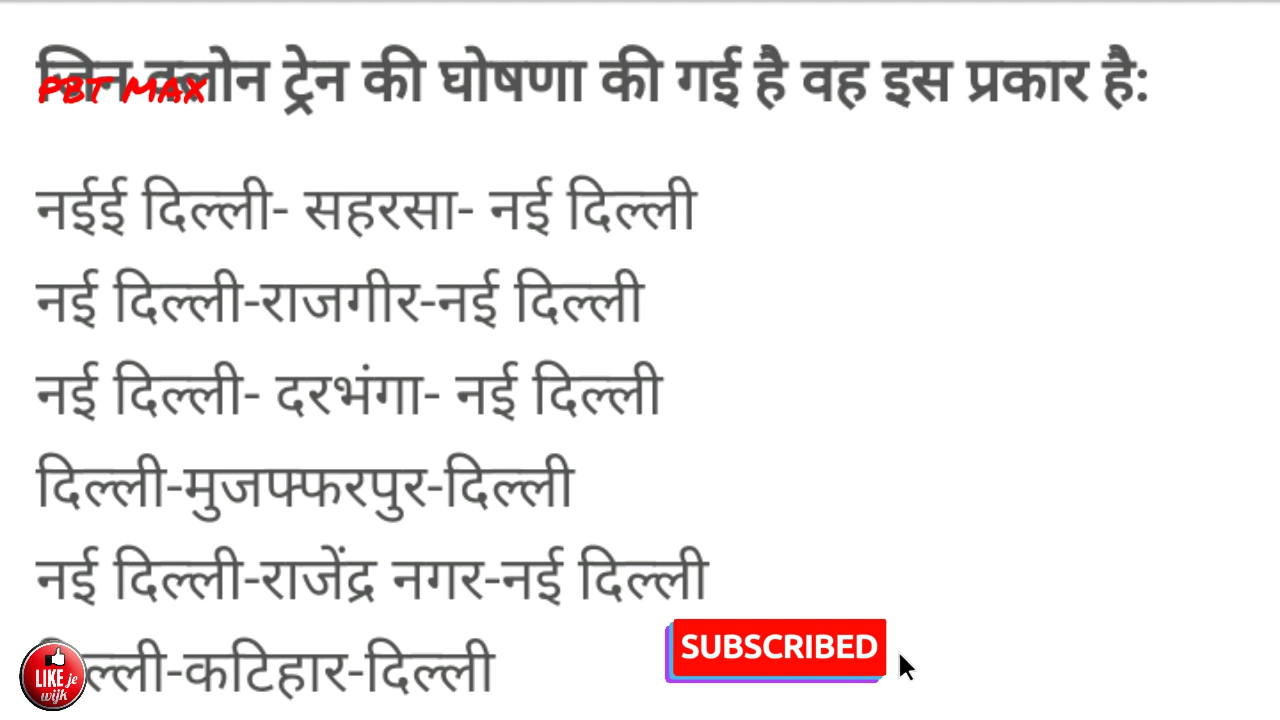 जिन क्लोन ट्रेन की घोषणा की गई है वह इस प्रकार है:
PBT MAX
नईई दिल्ली- सहरसा- नई दिल्ली
नई दिल्ली-राजगीर-नई दिल्ली
नई दिल्ली- दरभंगा- नई दिल्ली
दिल्ली-मुजफ्फरपुर-दिल्ली
नई दिल्ली-राजेंद्र नगर-नई दिल्ली
दिल्ली-कटिहार-दिल्ली
SUBSCRIBED
LIKE je
wijk